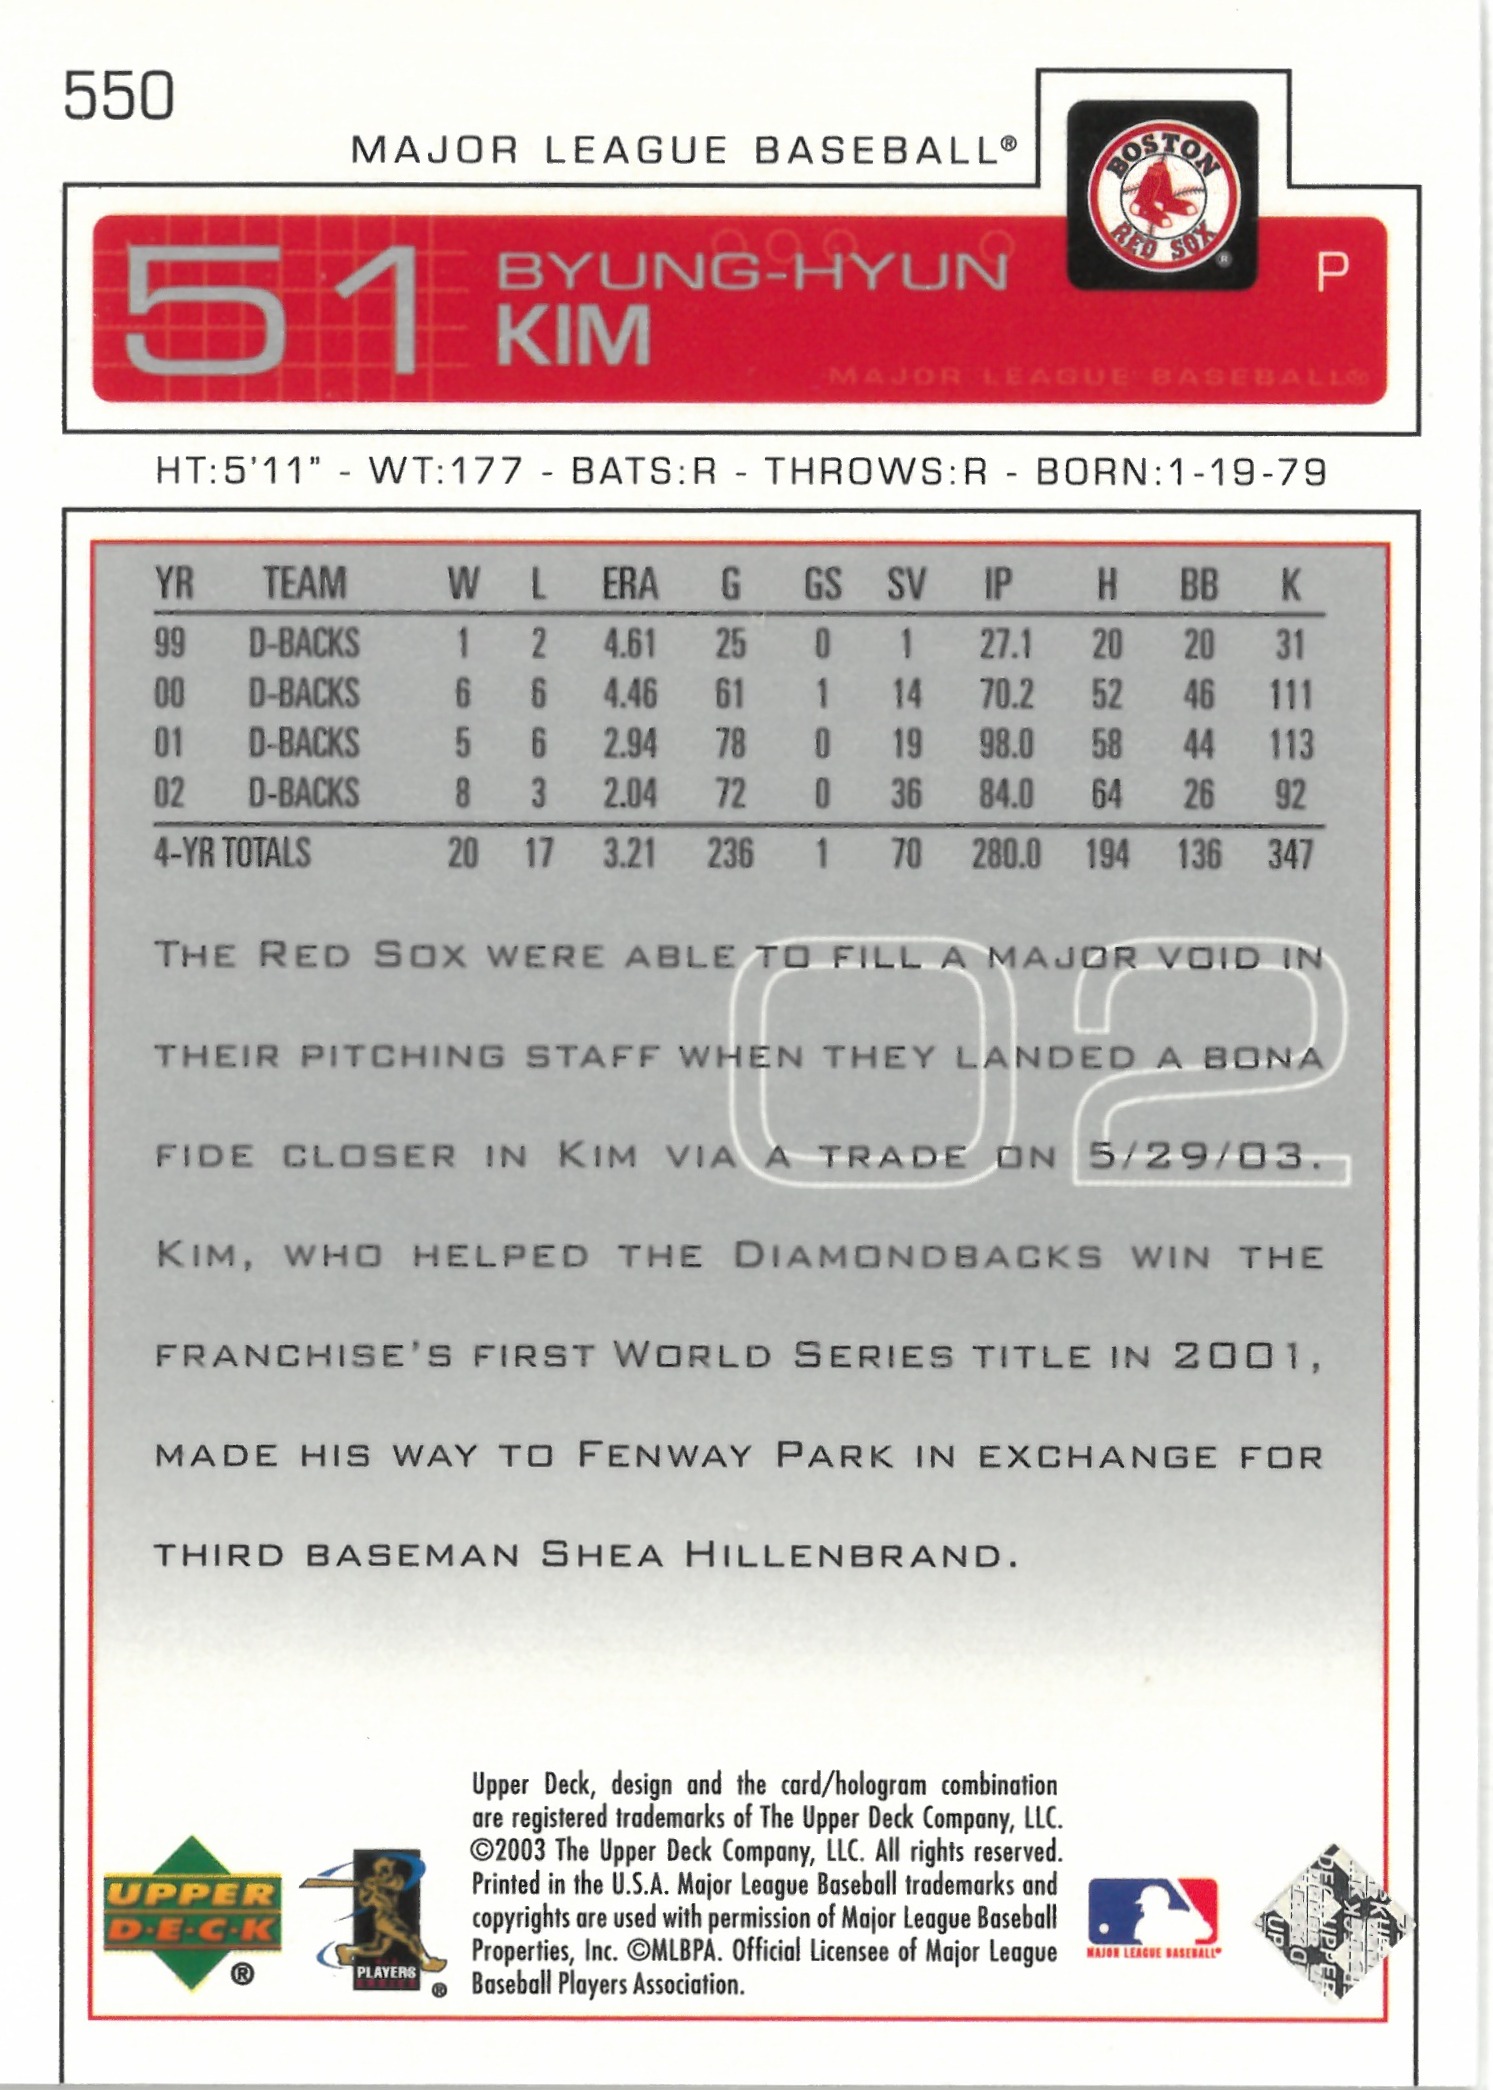 550
MAJOR LEAGUE BASEBALL®
BOSTON
RED SOX
®
51
BYUNG-HYUN
KIM
P
MAJOR LEAGUE BASEBALL®
HT:5'11" - WT:177 - BATS:R - THROWS:R - BORN:1-19-79
YR TEAM W L ERA G GS SV IP H BB K
99 D-BACKS 1 2 4.61 25 0 1 27.1 20 20 31
00 D-BACKS 6 6 4.46 61 1 14 70.2 52 46 111
01 D-BACKS 5 6 2.94 78 0 19 98.0 58 44 113
02 D-BACKS 8 3 2.04 72 0 36 84.0 64 26 92
4-YR TOTALS 20 17 3.21 236 1 70 280.0 194 136 347
02
THE RED SOX WERE ABLE TO FILL A MAJOR VOID IN
THEIR PITCHING STAFF WHEN THEY LANDED A BONA
FIDE CLOSER IN KIM VIA A TRADE ON 5/29/03.
KIM, WHO HELPED THE DIAMONDBACKS WIN THE
FRANCHISE'S FIRST WORLD SERIES TITLE IN 2001,
MADE HIS WAY TO FENWAY PARK IN EXCHANGE FOR
THIRD BASEMAN SHEA HILLENBRAND.
Upper Deck, design and the card/hologram combination
are registered trademarks of The Upper Deck Company, LLC.
©2003 The Upper Deck Company, LLC. All rights reserved.
Printed in the U.S.A. Major League Baseball trademarks and
copyrights are used with permission of Major League Baseball
Properties, Inc. ©MLBPA. Official Licensee of Major League
Baseball Players Association.
UPPER
D·E·C·K
®
PLAYERS
®
MAJOR LEAGUE BASEBALL®